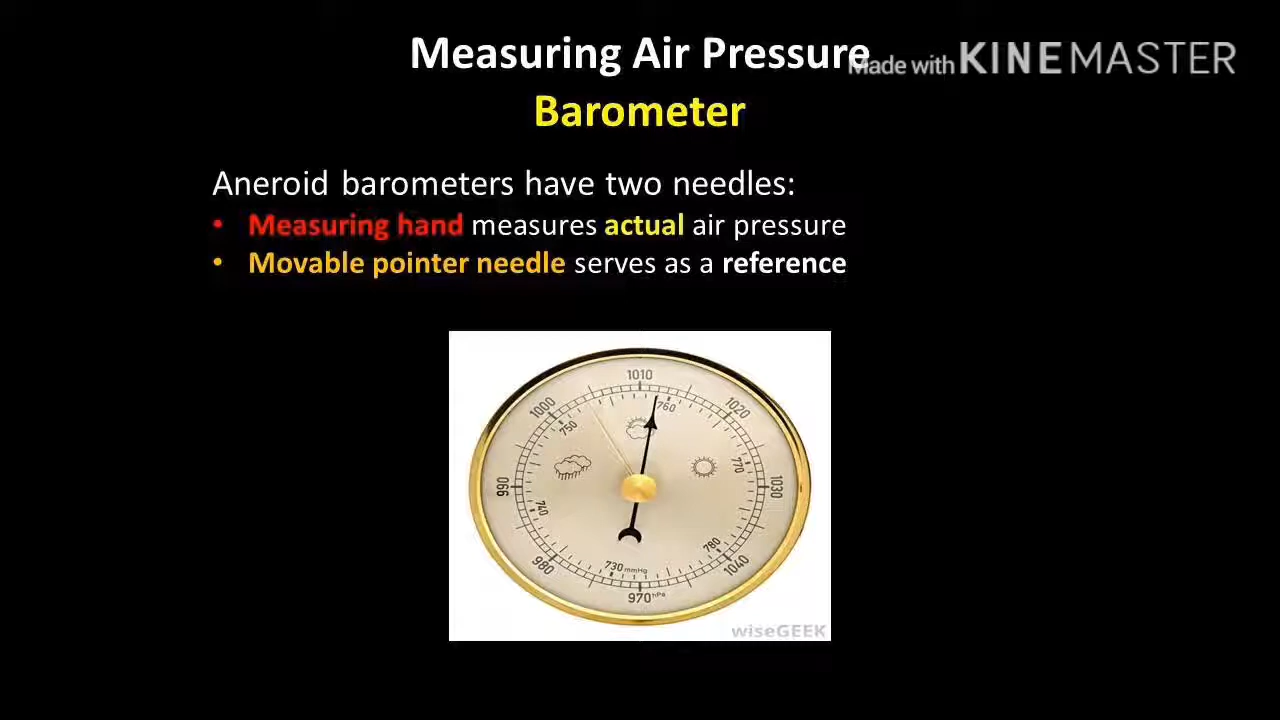 Measuring Air Pressure
Made with KINEMASTER
Barometer
Aneroid barometers have two needles:
• Measuring hand measures actual air pressure
• Movable pointer needle serves as a reference
1010
1000
760
1020
750
770
990
1030
740
780
980
730 mmHg
1040
970 hPa
wiseGEEK